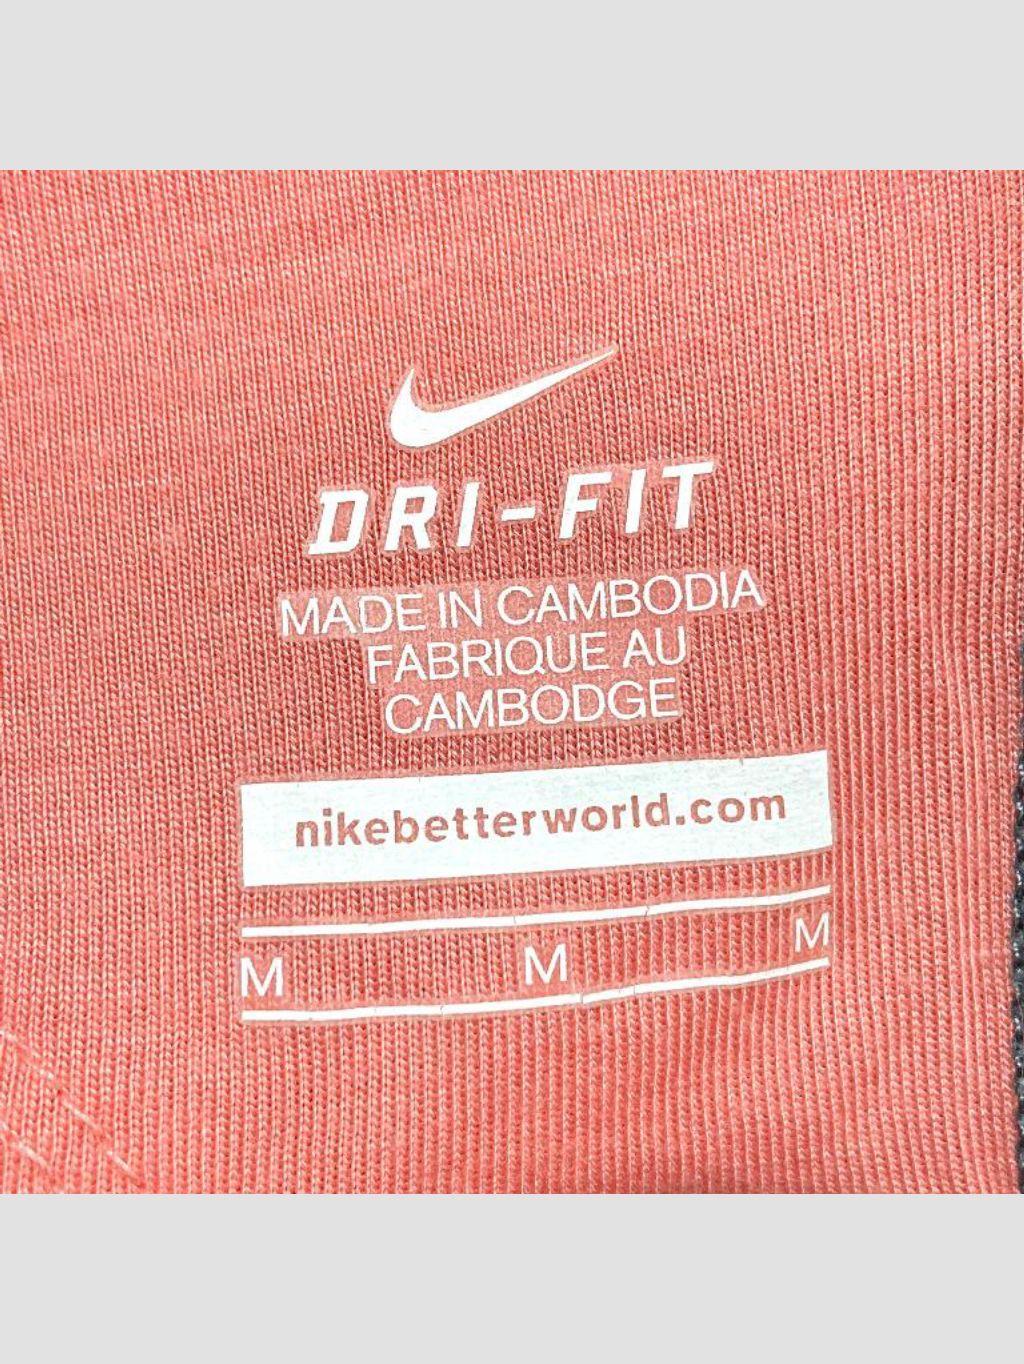 DRI-FIT
MADE IN CAMBODIA
FABRIQUE AU
CAMBODGE
nikebetterworld.com
M M M